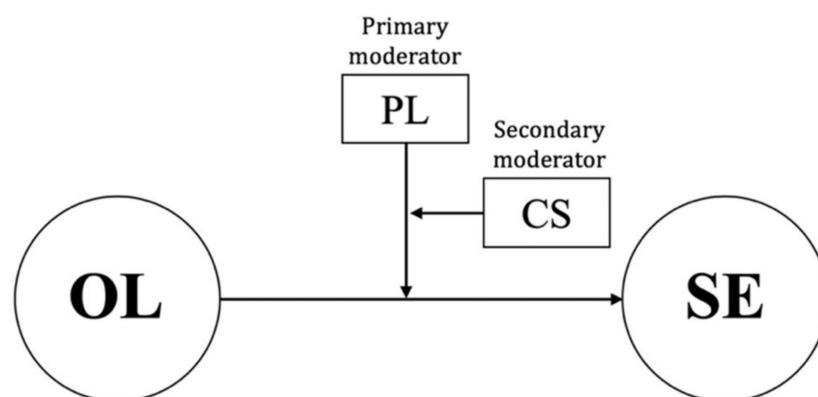 Primary
moderator
PL
Secondary
moderator
CS
OL
SE